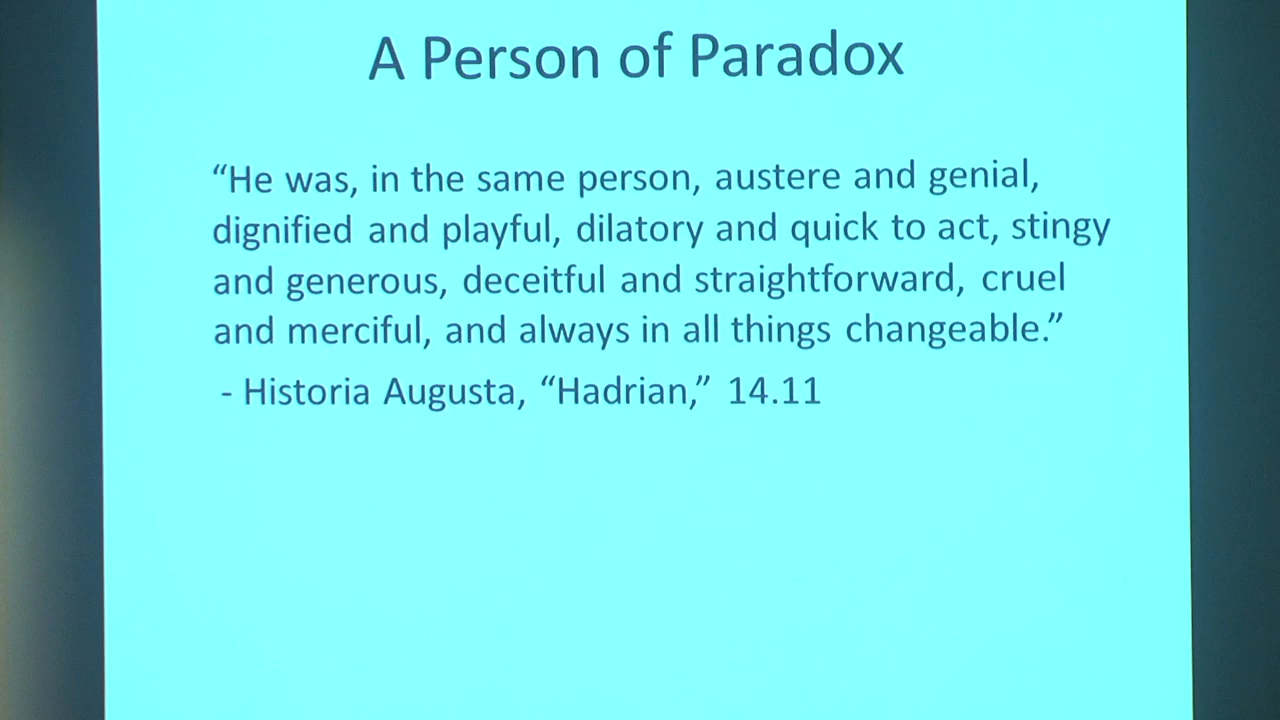 A Person of Paradox
“He was, in the same person, austere and genial,
dignified and playful, dilatory and quick to act, stingy
and generous, deceitful and straightforward, cruel
and merciful, and always in all things changeable.”
- Historia Augusta, “Hadrian,” 14.11